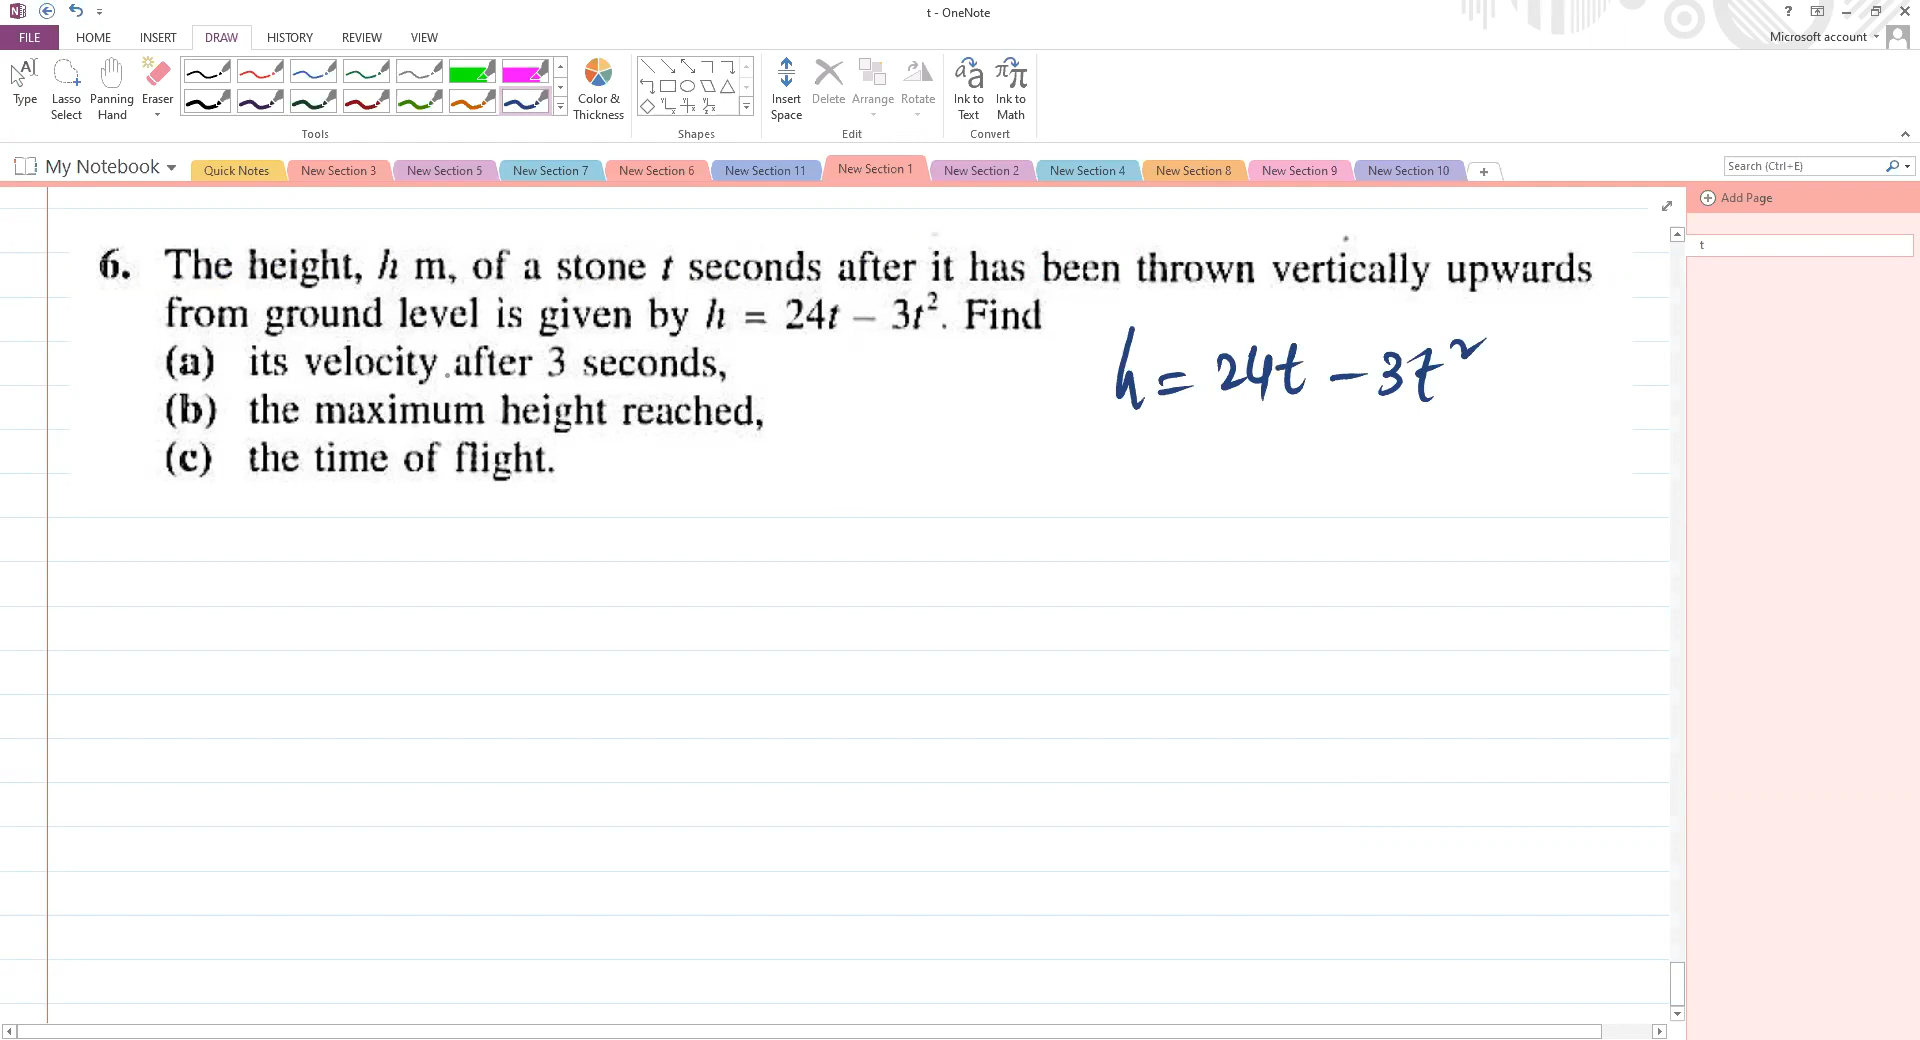 t - OneNote
?
Microsoft account
FILE HOME INSERT DRAW HISTORY REVIEW VIEW
Type
Lasso Select
Panning Hand
Eraser
Color & Thickness
Insert Space
Delete
Arrange
Rotate
Ink to Text
Ink to Math
Tools Shapes Edit Convert
My Notebook Quick Notes New Section 3 New Section 5 New Section 7 New Section 6 New Section 11 New Section 1 New Section 2 New Section 4 New Section 8 New Section 9 New Section 10 +
Search (Ctrl+E)
Add Page
t
6. The height, h m, of a stone t seconds after it has been thrown vertically upwards
from ground level is given by h = 24t – 3t². Find
(a) its velocity after 3 seconds,
(b) the maximum height reached,
(c) the time of flight.
h = 24t - 3t²